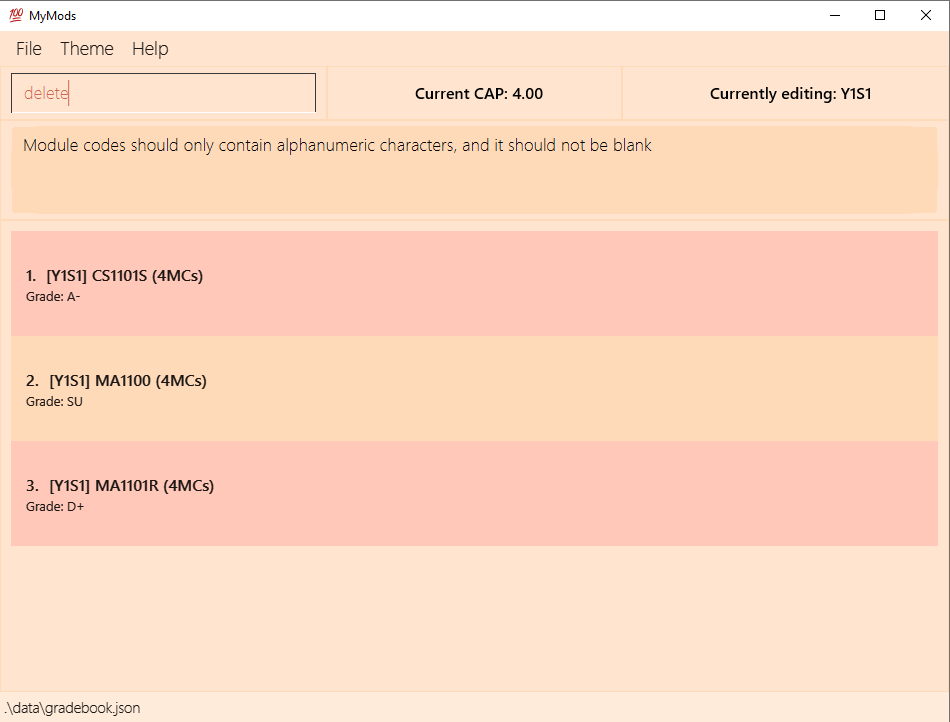 MyMods
File Theme Help
delete
Current CAP: 4.00
Currently editing: Y1S1
Module codes should only contain alphanumeric characters, and it should not be blank
1. [Y1S1] CS1101S (4MCs)
Grade: A-
2. [Y1S1] MA1100 (4MCs)
Grade: SU
3. [Y1S1] MA1101R (4MCs)
Grade: D+
.\data\gradebook.json